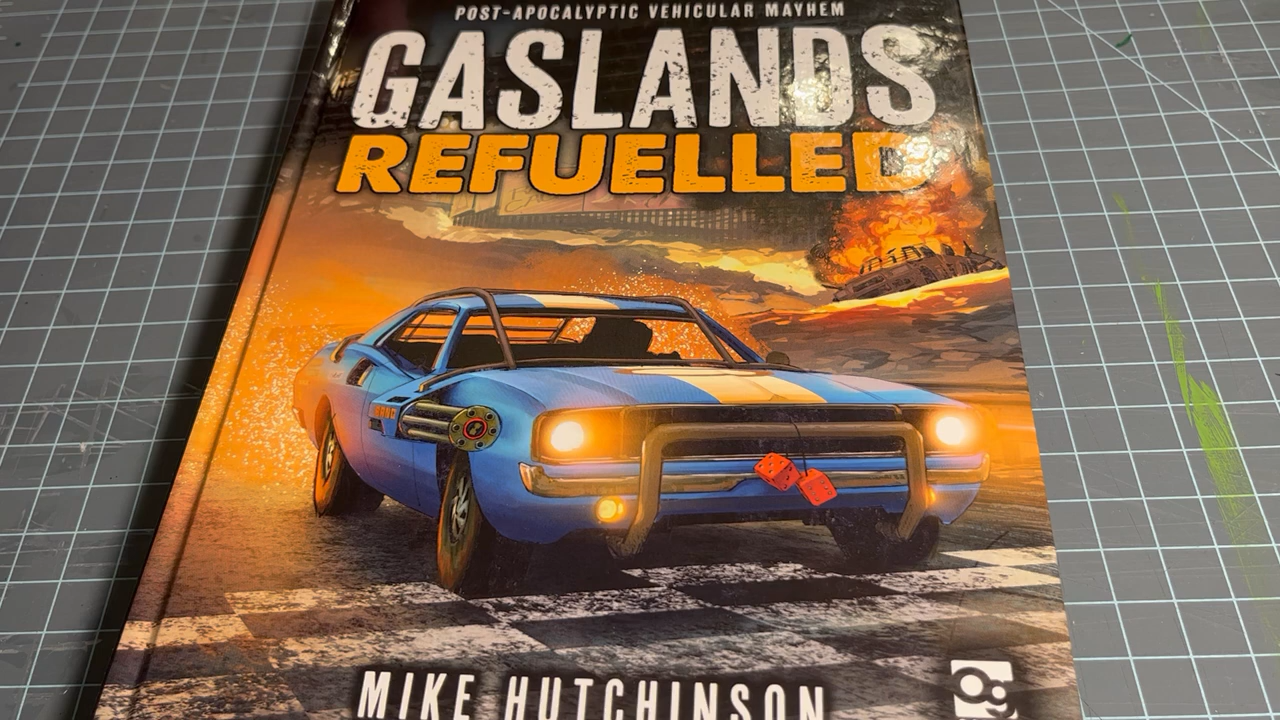 POST-APOCALYPTIC VEHICULAR MAYHEM
GASLANDS
REFUELLED
MIKE HUTCHINSON